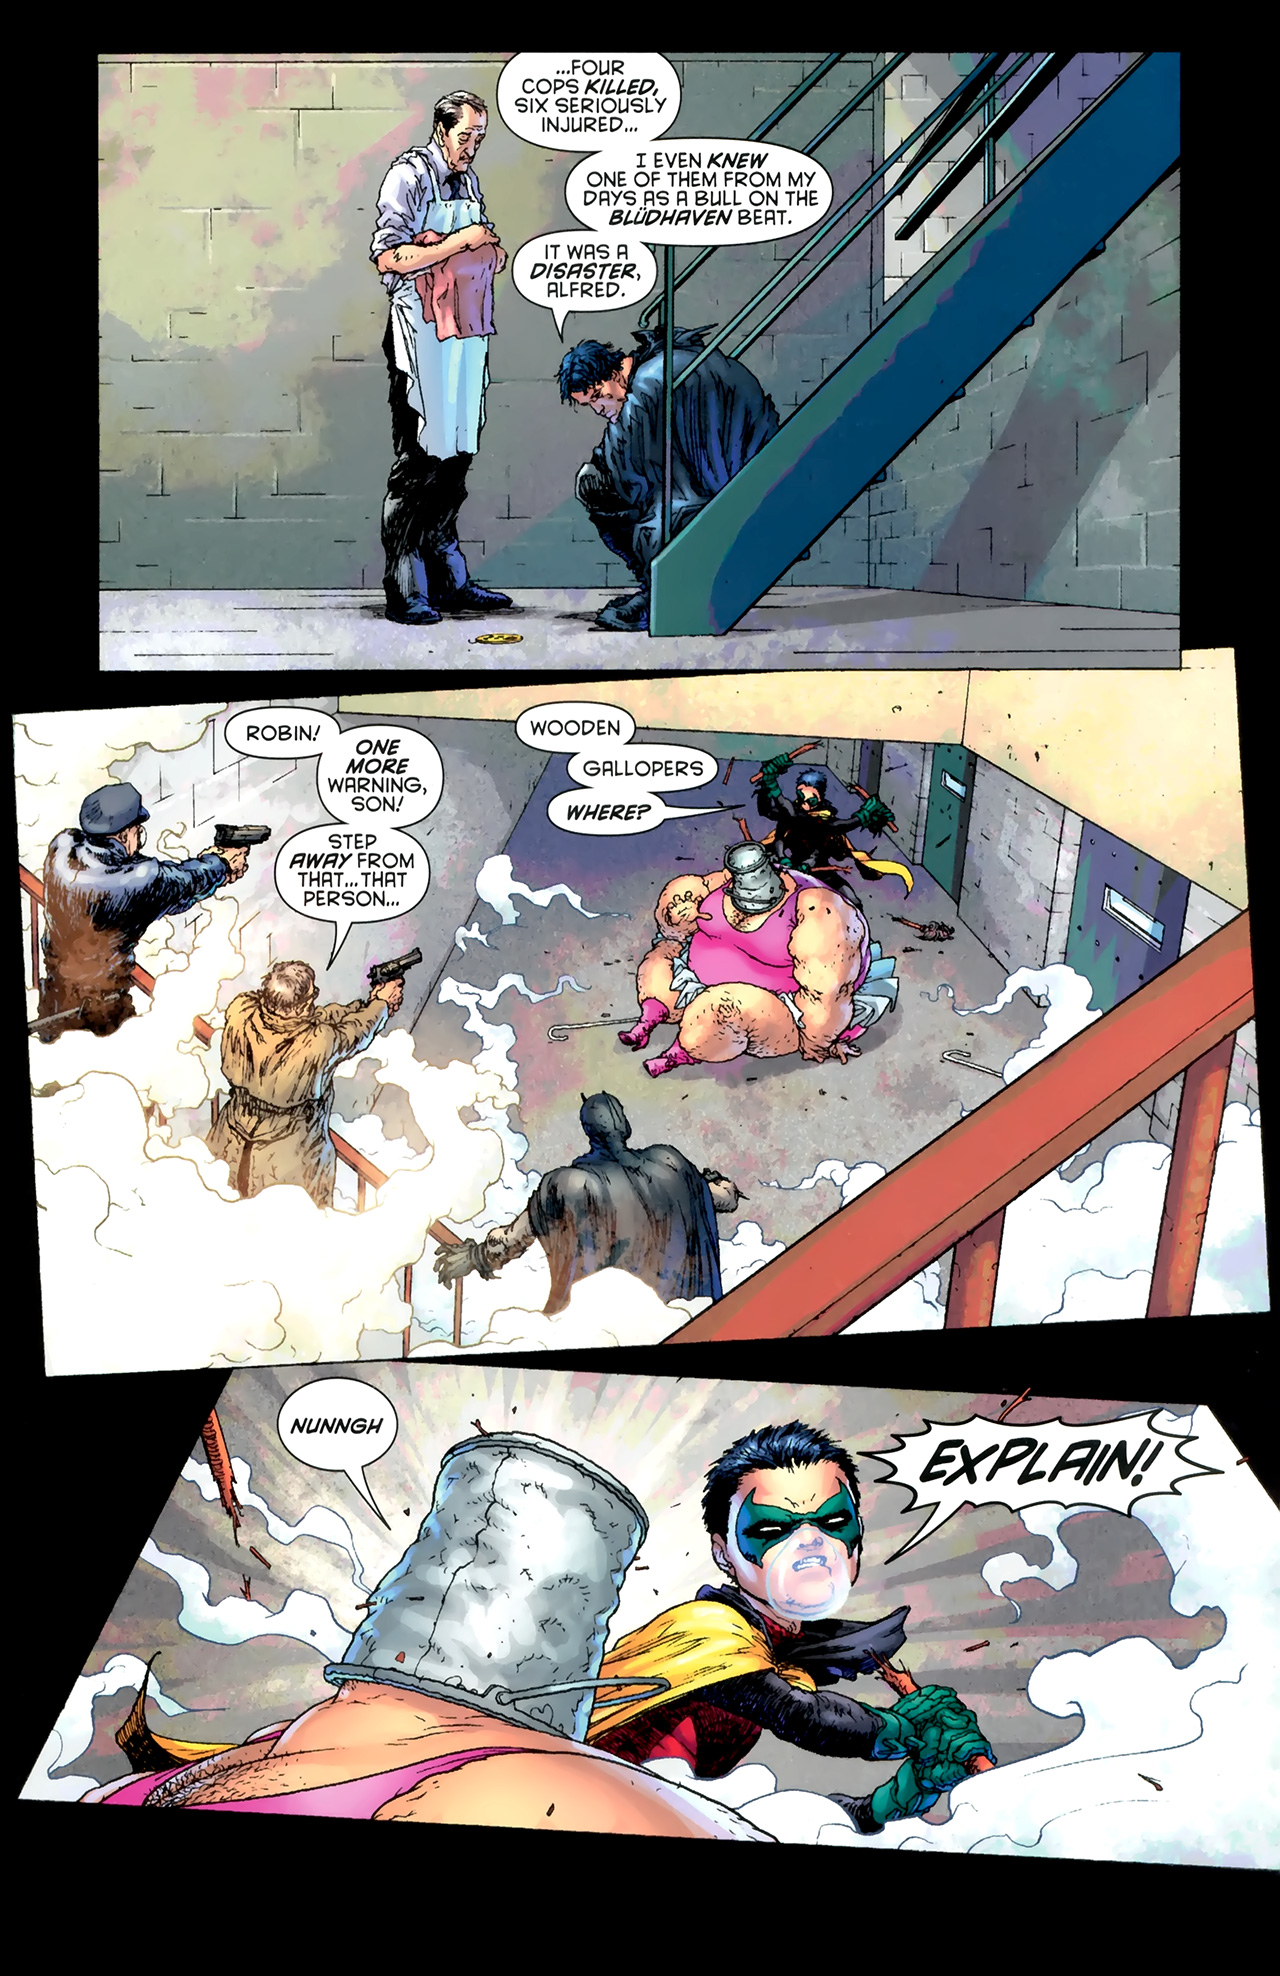 ...FOUR
COPS KILLED,
SIX SERIOUSLY
INJURED...
I EVEN KNEW
ONE OF THEM FROM MY
DAYS AS A BULL ON THE
BLÜDHAVEN BEAT.
IT WAS A
DISASTER,
ALFRED.
ROBIN!
ONE
MORE
WARNING,
SON!
STEP
AWAY FROM
THAT...THAT
PERSON...
WOODEN
GALLOPERS
WHERE?
NUNNGH
EXPLAIN!